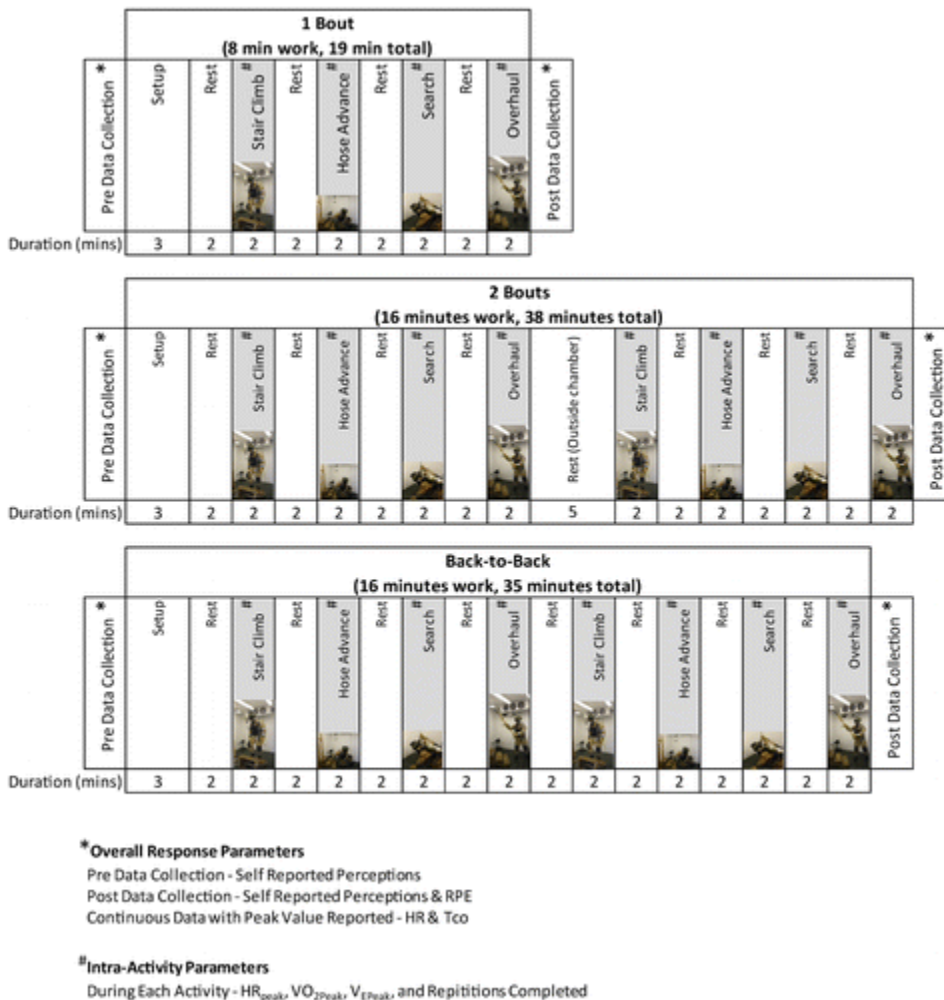 1 Bout
(8 min work, 19 min total)
Pre Data Collection *
Setup
Rest
Stair Climb #
Rest
Hose Advance #
Rest
Search #
Rest
Overhaul #
Post Data Collection *
Duration (mins) 3 2 2 2 2 2 2 2 2
2 Bouts
(16 minutes work, 38 minutes total)
Pre Data Collection *
Setup
Rest
Stair Climb #
Rest
Hose Advance #
Rest
Search #
Rest
Overhaul #
Rest (Outside chamber)
Stair Climb #
Rest
Hose Advance #
Rest
Search #
Rest
Overhaul #
Post Data Collection *
Duration (mins) 3 2 2 2 2 2 2 2 2 5 2 2 2 2 2 2 2
Back-to-Back
(16 minutes work, 35 minutes total)
Pre Data Collection *
Setup
Rest
Stair Climb #
Rest
Hose Advance #
Rest
Search #
Rest
Overhaul #
Rest
Stair Climb #
Rest
Hose Advance #
Rest
Search #
Rest
Overhaul #
Post Data Collection *
Duration (mins) 3 2 2 2 2 2 2 2 2 2 2 2 2 2 2 2 2
*Overall Response Parameters
Pre Data Collection - Self Reported Perceptions
Post Data Collection - Self Reported Perceptions & RPE
Continuous Data with Peak Value Reported - HR & Tco
#Intra-Activity Parameters
During Each Activity - HRpeak, VO2Peak, VEPeak, and Repititions Completed